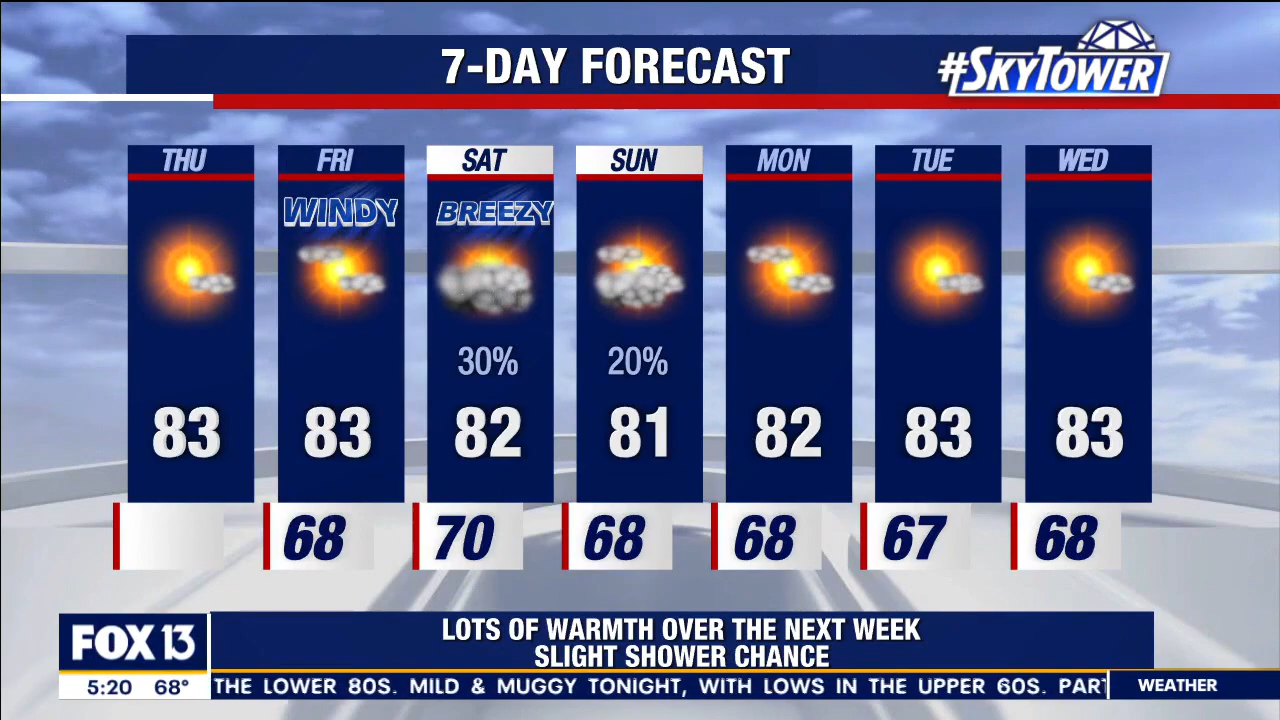 7-DAY FORECAST
#SKYTOWER
THU FRI SAT SUN MON TUE WED
WINDY BREEZY
30% 20%
83 83 82 81 82 83 83
68 70 68 68 67 68
LOTS OF WARMTH OVER THE NEXT WEEK
SLIGHT SHOWER CHANCE
FOX 13
5:20 68° THE LOWER 80S. MILD & MUGGY TONIGHT, WITH LOWS IN THE UPPER 60S. PART WEATHER